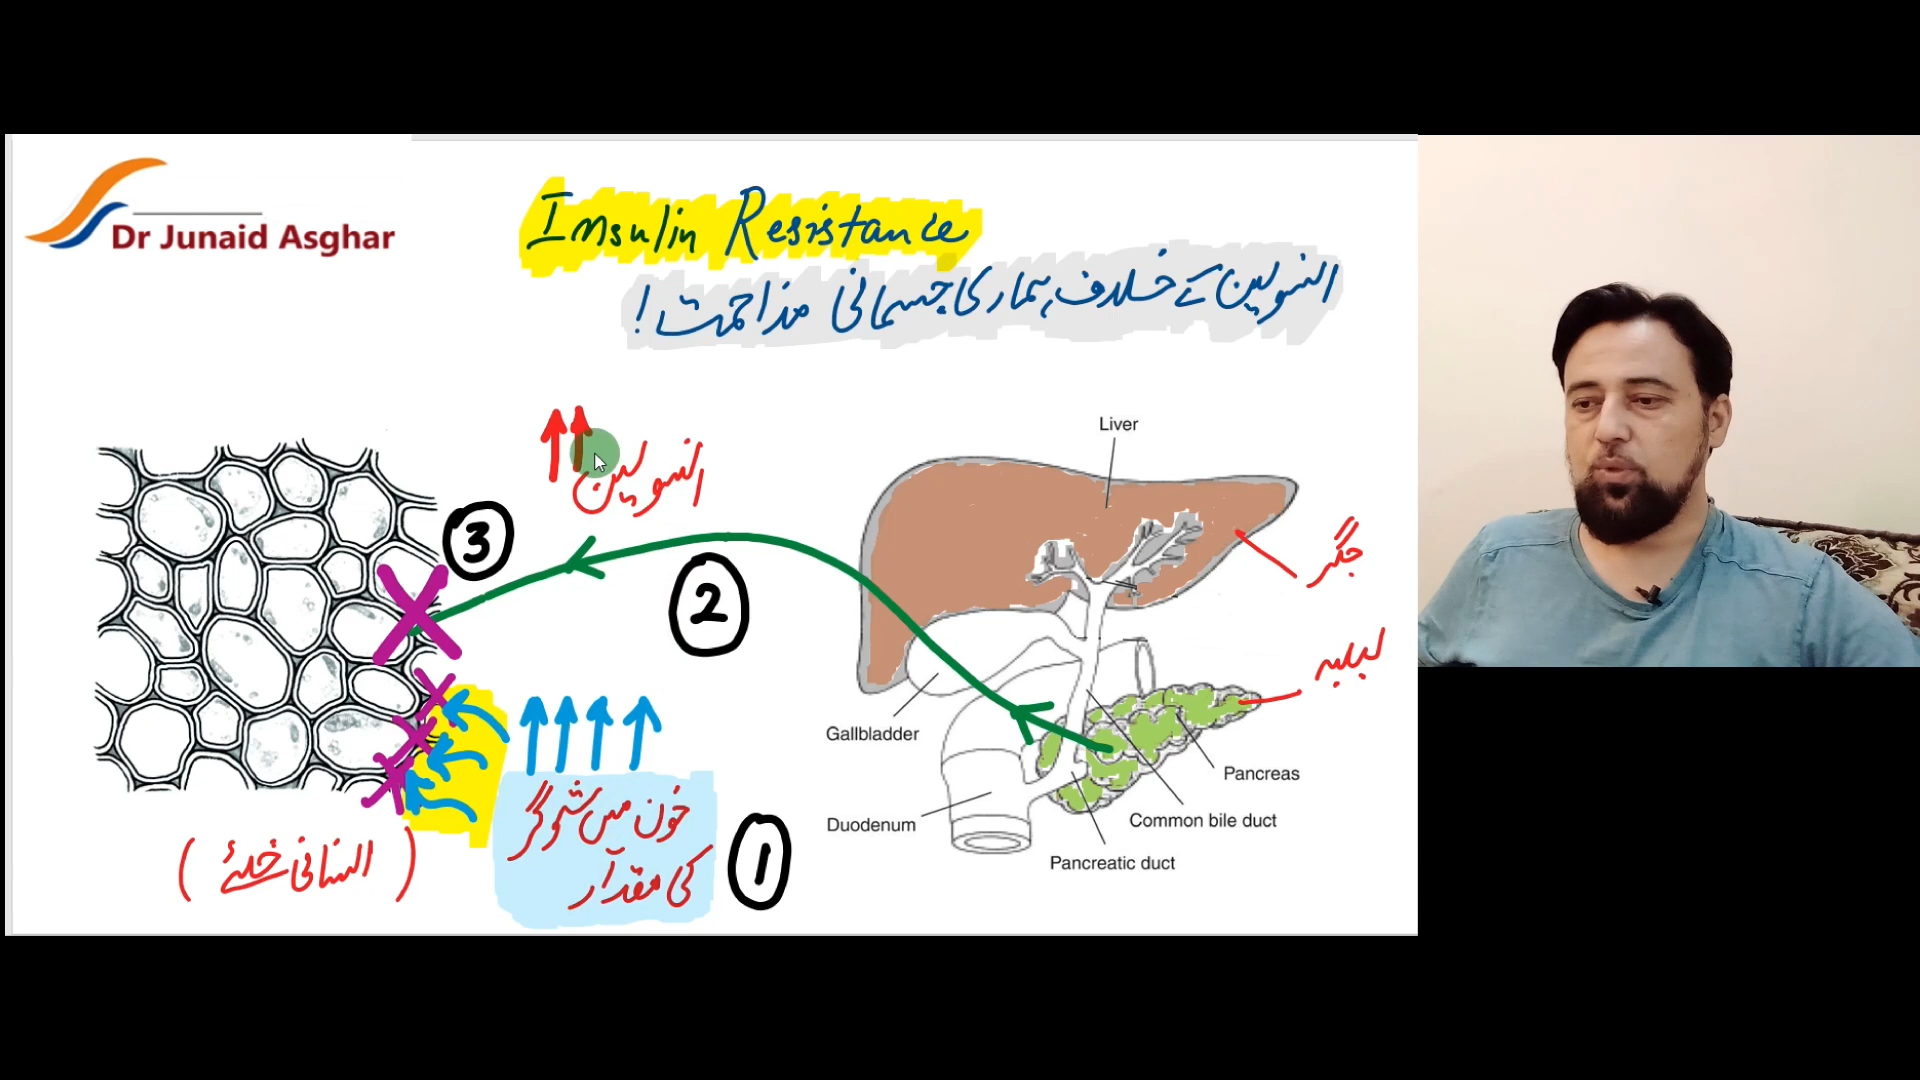 Dr Junaid Asghar
Insulin Resistance
انسولین کے خلاف ہماری جسمانی مزاحمت!
انسولین
Liver
جگر
3
2
لبلبہ
Gallbladder
Pancreas
Duodenum
Common bile duct
Pancreatic duct
خون میں شوگر
کی مقدار
1
(انسانی خلئے)